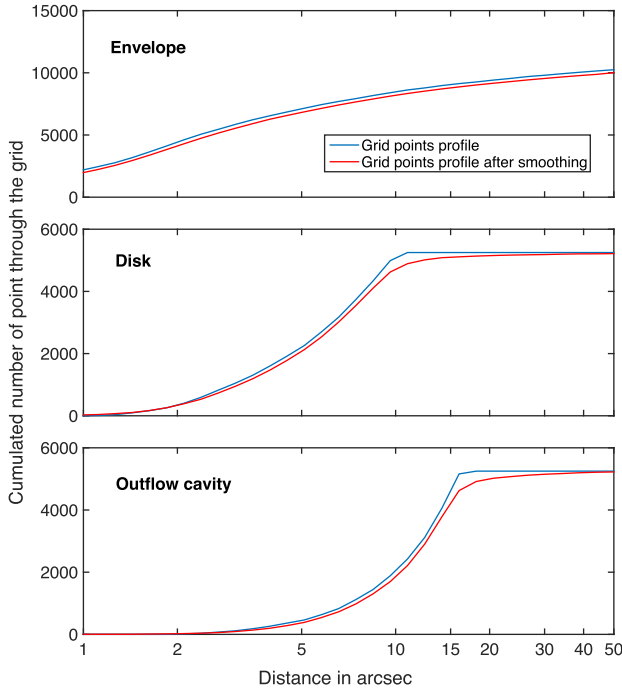 15000
Envelope
10000
5000
Grid points profile
Grid points profile after smoothing
0
6000
Disk
4000
2000
0
Cumulated number of point through the grid
6000
Outflow cavity
4000
2000
0
1 2 5 10 15 20 30 40 50
Distance in arcsec